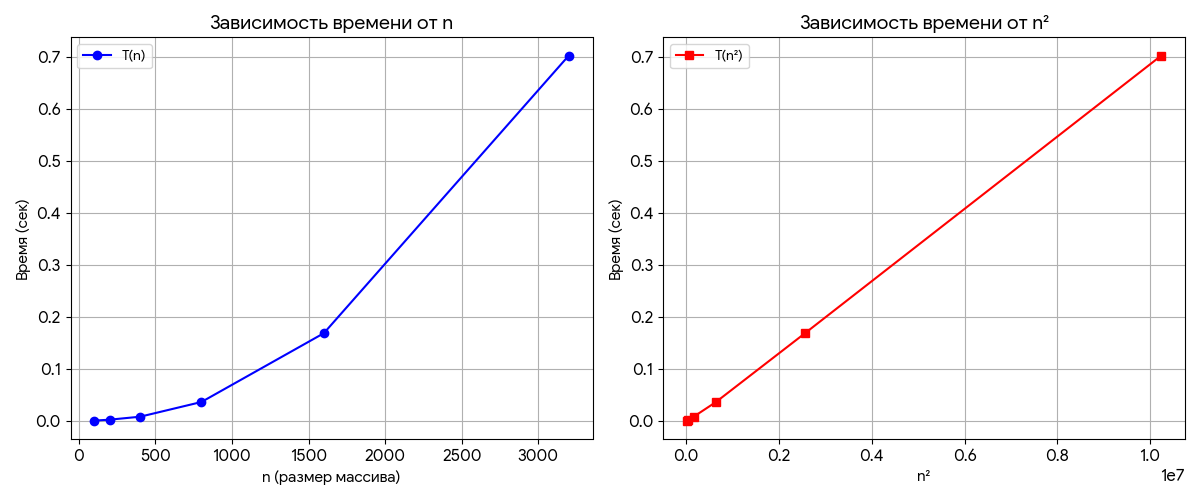 Зависимость времени от n
T(n)
Время (сек)
0.7
0.6
0.5
0.4
0.3
0.2
0.1
0.0
0 500 1000 1500 2000 2500 3000
n (размер массива)
Зависимость времени от n²
T(n²)
Время (сек)
0.7
0.6
0.5
0.4
0.3
0.2
0.1
0.0
0.0 0.2 0.4 0.6 0.8 1.0
1e7
n²